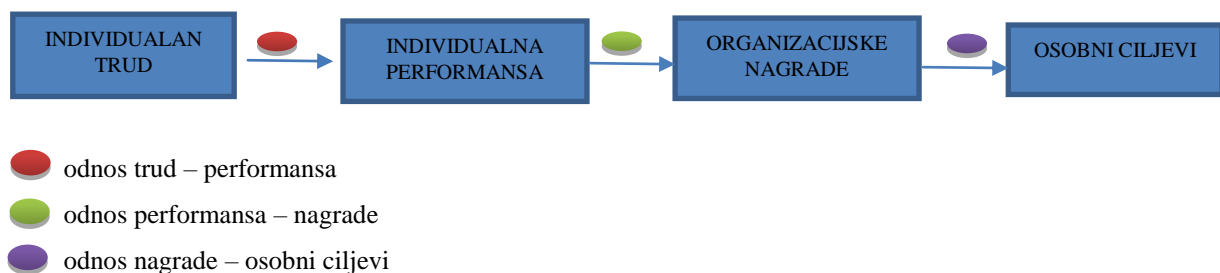 INDIVIDUALAN
TRUD
INDIVIDUALNA
PERFORMANSA
ORGANIZACIJSKE
NAGRADE
OSOBNI CILJEVI
odnos trud – performansa
odnos performansa – nagrade
odnos nagrade – osobni ciljevi